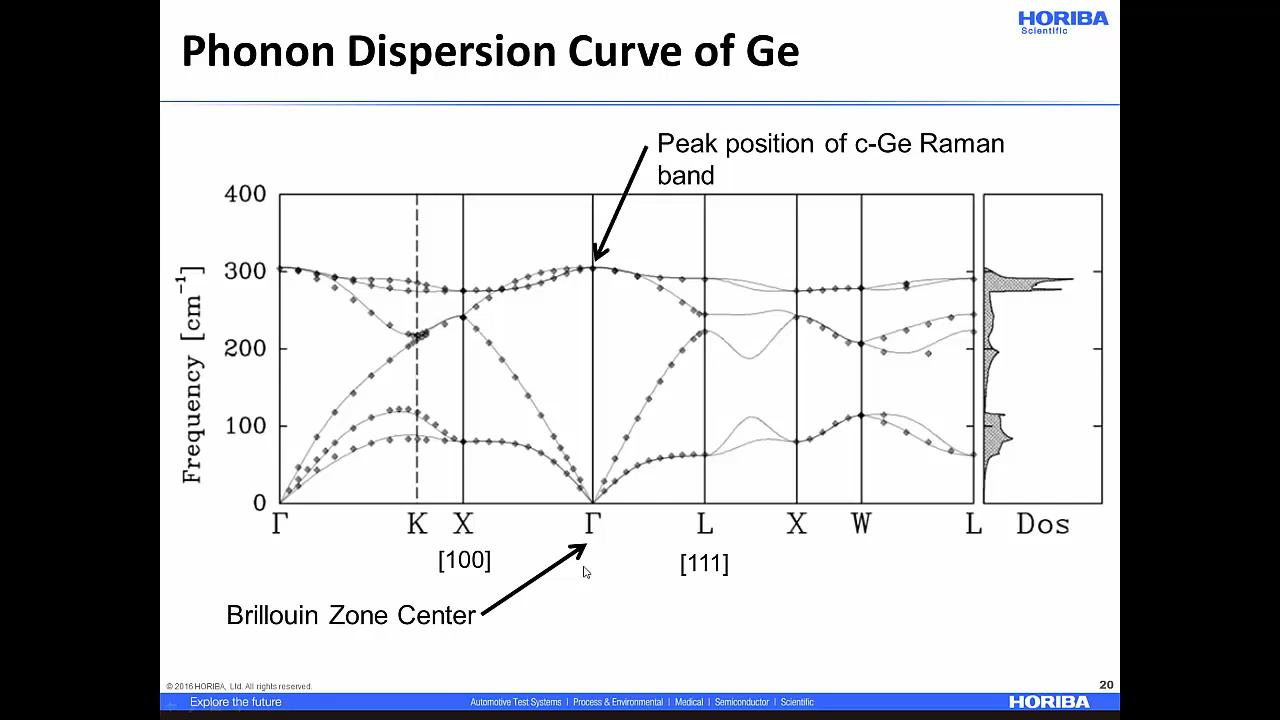 HORIBA
Scientific
Phonon Dispersion Curve of Ge
Peak position of c-Ge Raman
band
400
300
200
100
0
Frequency [cm⁻¹]
Γ K X Γ L X W L Dos
[100] [111]
Brillouin Zone Center
© 2016 HORIBA, Ltd. All rights reserved.
20
Explore the future
Automotive Test Systems | Process & Environmental | Medical | Semiconductor | Scientific
HORIBA